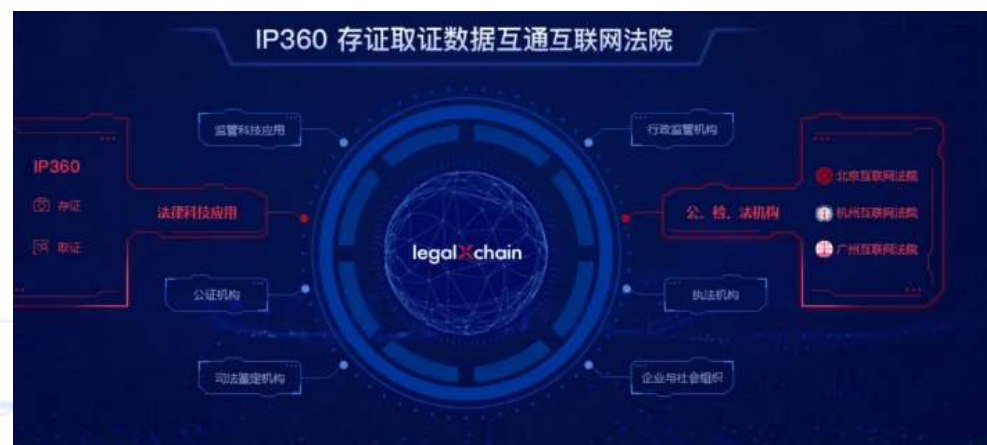 IP360 存证取证数据互通互联网法院
监管科技应用
行政监管机构
IP360
存证
取证
法律科技应用
legalXchain
公、检、法机构
北京互联网法院
杭州互联网法院
广州互联网法院
公证机构
执法机构
司法鉴定机构
企业与社会组织